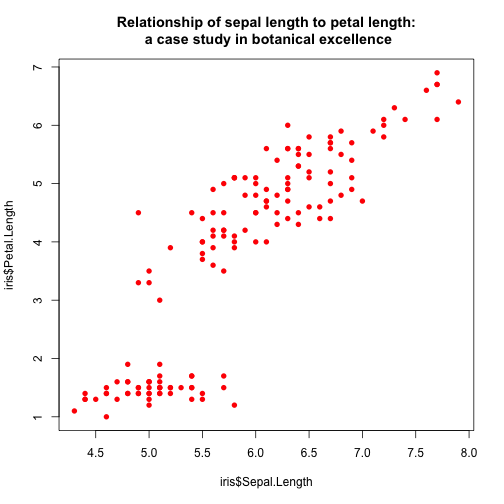 Relationship of sepal length to petal length:
a case study in botanical excellence
iris$Petal.Length
7
6
5
4
3
2
1
4.5 5.0 5.5 6.0 6.5 7.0 7.5 8.0
iris$Sepal.Length